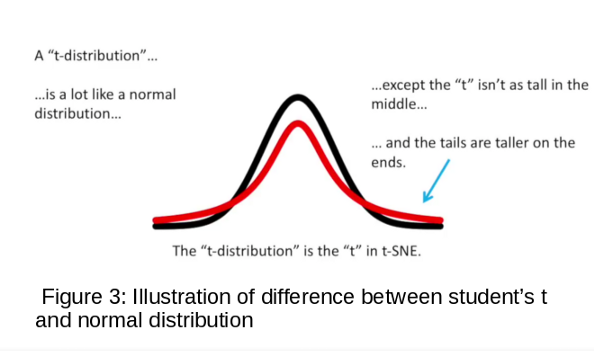 A “t-distribution”...
...is a lot like a normal
distribution...
...except the “t” isn’t as tall in the
middle...
... and the tails are taller on the
ends.
The “t-distribution” is the “t” in t-SNE.
Figure 3: Illustration of difference between student’s t
and normal distribution